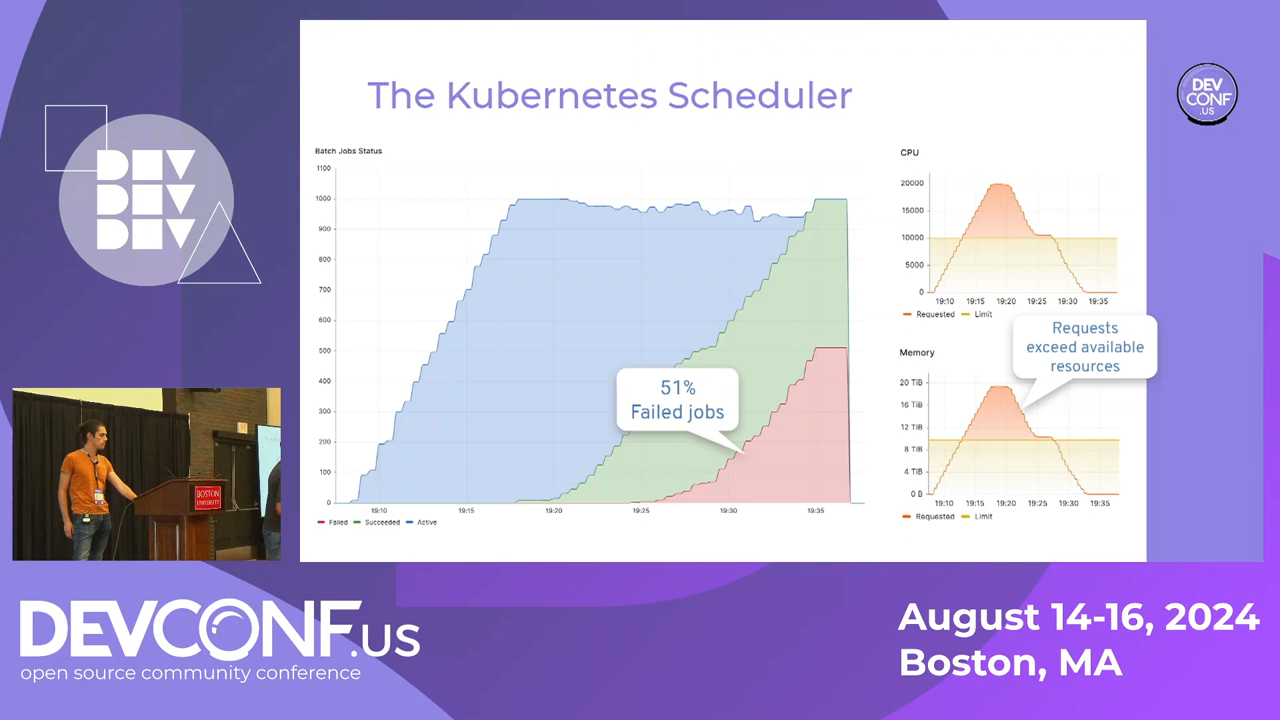 The Kubernetes Scheduler
DEV
CONF
.US
DEV
DEV
DEV
Batch Jobs Status
1100
1000
900
800
700
600
500
400
300
200
100
0
19:10 19:15 19:20 19:25 19:30 19:35
Failed Succeeded Active
51%
Failed jobs
CPU
20000
15000
10000
5000
0
19:10 19:15 19:20 19:25 19:30 19:35
Requested Limit
Requests
exceed available
resources
Memory
20 TiB
16 TiB
12 TiB
8 TiB
4 TiB
0 B
19:10 19:15 19:20 19:25 19:30 19:35
Requested Limit
BOSTON
UNIVERSITY
DEVCONF.US
open source community conference
August 14-16, 2024
Boston, MA